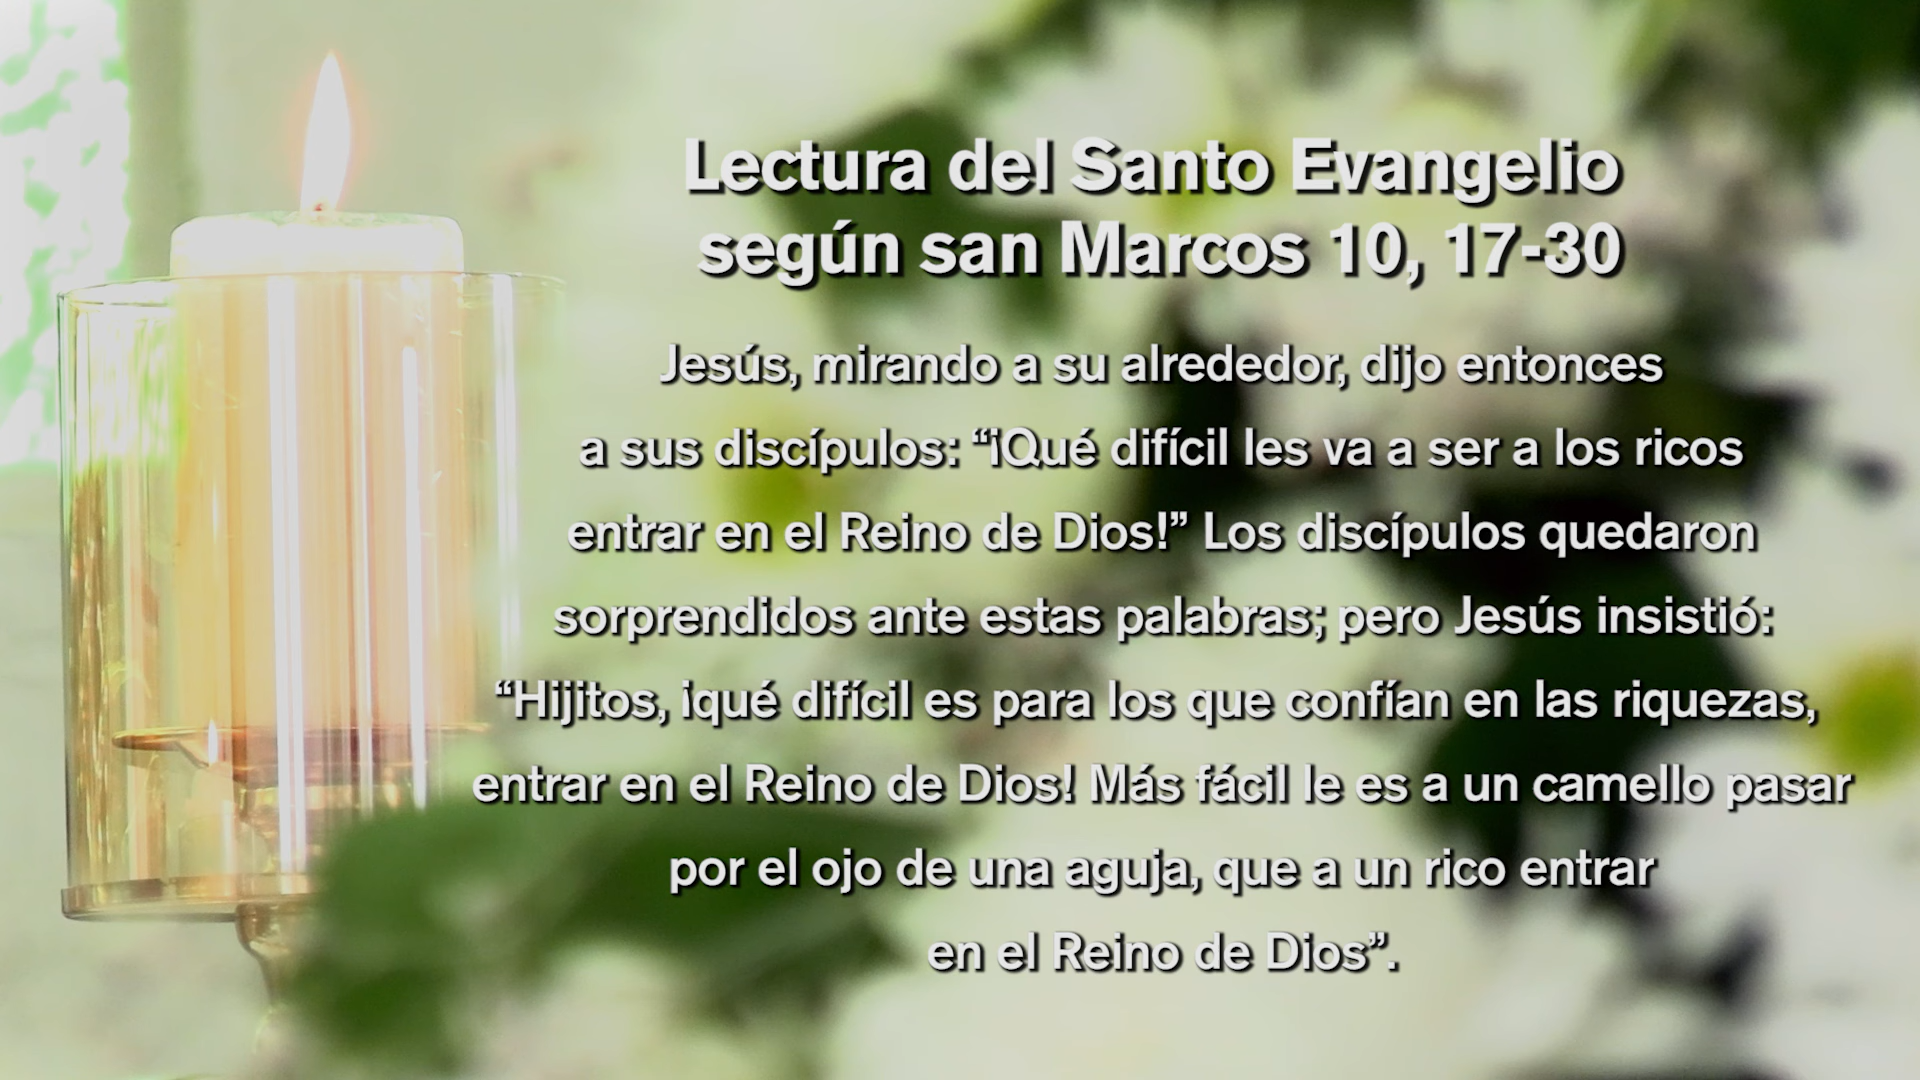 Lectura del Santo Evangelio
según san Marcos 10, 17-30
Jesús, mirando a su alrededor, dijo entonces
a sus discípulos: “¡Qué difícil les va a ser a los ricos
entrar en el Reino de Dios!” Los discípulos quedaron
sorprendidos ante estas palabras; pero Jesús insistió:
“Hijitos, ¡qué difícil es para los que confían en las riquezas,
entrar en el Reino de Dios! Más fácil le es a un camello pasar
por el ojo de una aguja, que a un rico entrar
en el Reino de Dios”.